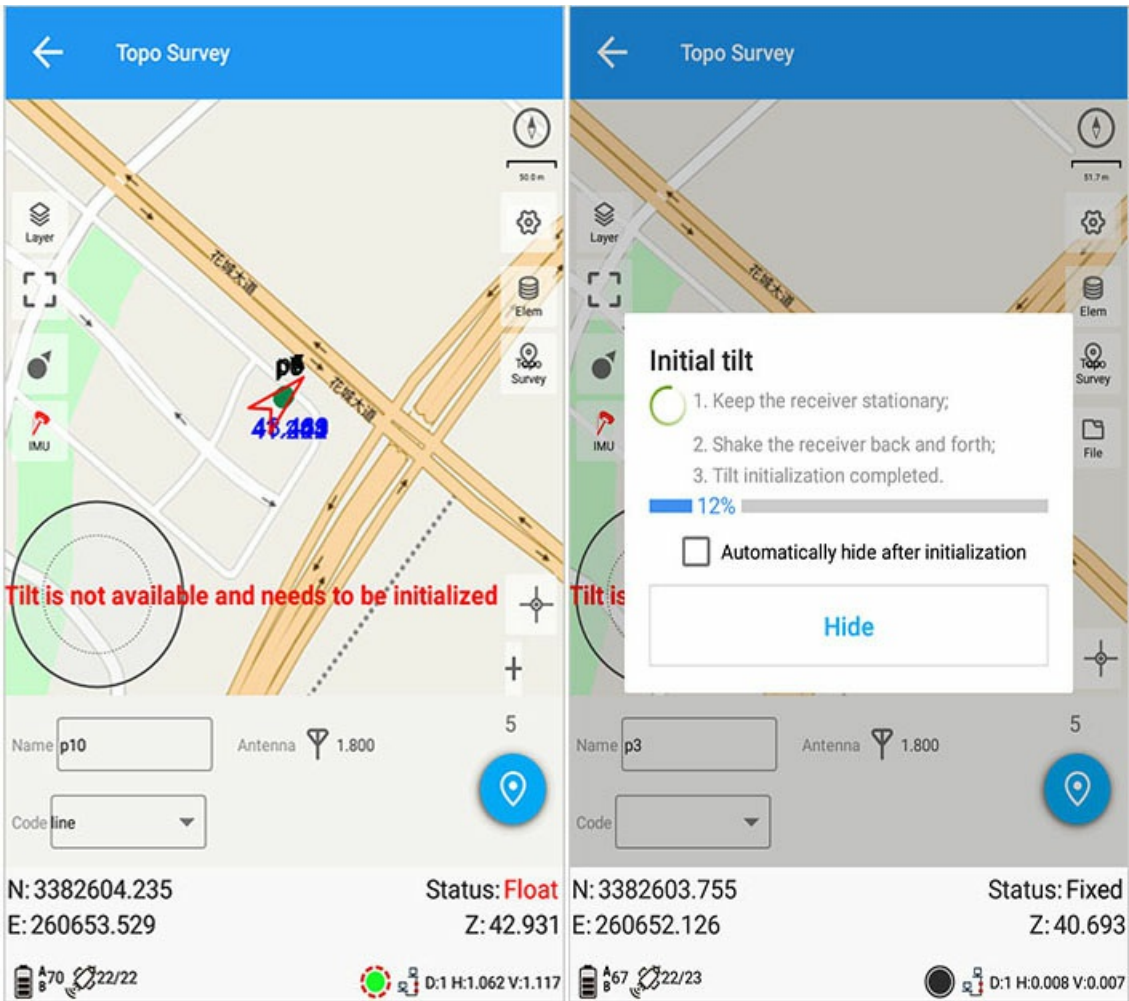 Topo Survey
50.0 m
Layer
花城大道
Elem
Topo
Survey
花城大道
IMU
Tilt is not available and needs to be initialized
5
Name p10 Antenna 1.800
Code line
N: 3382604.235 Status: Float
E: 260653.529 Z: 42.931
A
B 70 22/22 D:1 H:1.062 V:1.117
Topo Survey
51.7 m
Layer
花城大道
Elem
Initial tilt
Topo
Survey
1. Keep the receiver stationary;
IMU
File
2. Shake the receiver back and forth;
3. Tilt initialization completed.
12%
Automatically hide after initialization
Tilt is
Hide
5
Name p3 Antenna 1.800
Code
N: 3382603.755 Status: Fixed
E: 260652.126 Z: 40.693
A
B 67 22/23 D:1 H:0.008 V:0.007